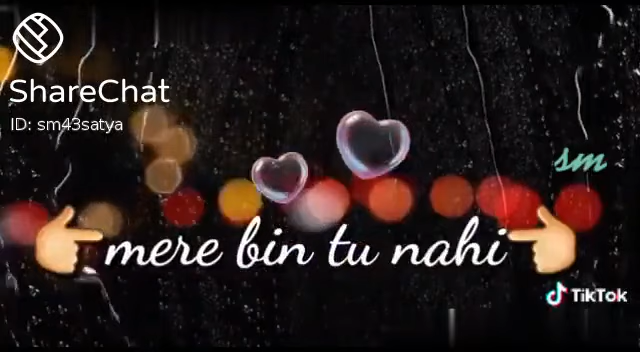 ShareChat
ID: sm43satya
sm
mere bin tu nahi
TikTok